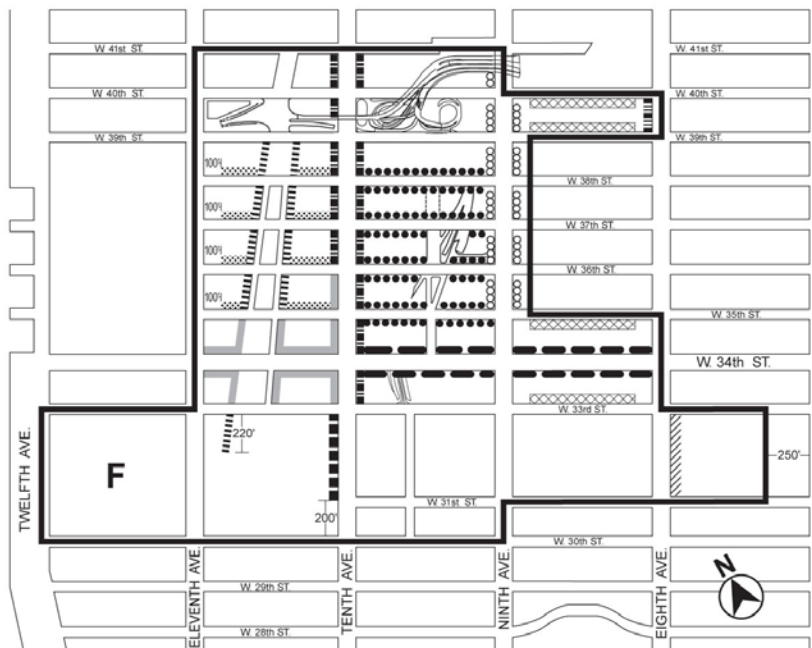 W. 41st ST.
W. 41st ST.
W. 40th ST.
W. 40th ST.
W. 39th ST.
W. 39th ST.
100'
W. 38th ST.
100'
W. 37th ST.
100'
W. 36th ST.
100'
W. 35th ST.
W. 34th ST.
W. 33rd ST.
220'
250'
F
TWELFTH AVE.
W. 31st ST.
200'
W. 30th ST.
ELEVENTH AVE.
TENTH AVE.
NINTH AVE.
EIGHTH AVE.
N
W. 29th ST.
W. 28th ST.